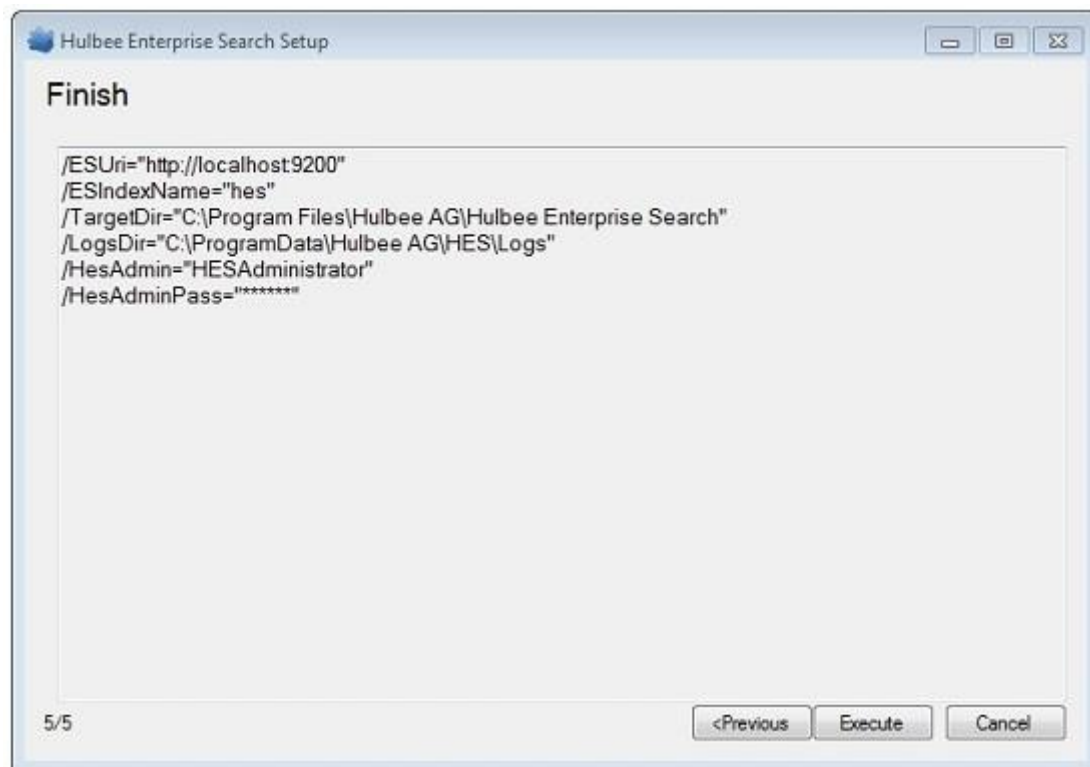 Hulbee Enterprise Search Setup
Finish
/ESUri="http://localhost:9200"
/ESIndexName="hes"
/TargetDir="C:\Program Files\Hulbee AG\Hulbee Enterprise Search"
/LogsDir="C:\ProgramData\Hulbee AG\HES\Logs"
/HesAdmin="HESAdministrator"
/HesAdminPass="******"
5/5
<Previous
Execute
Cancel